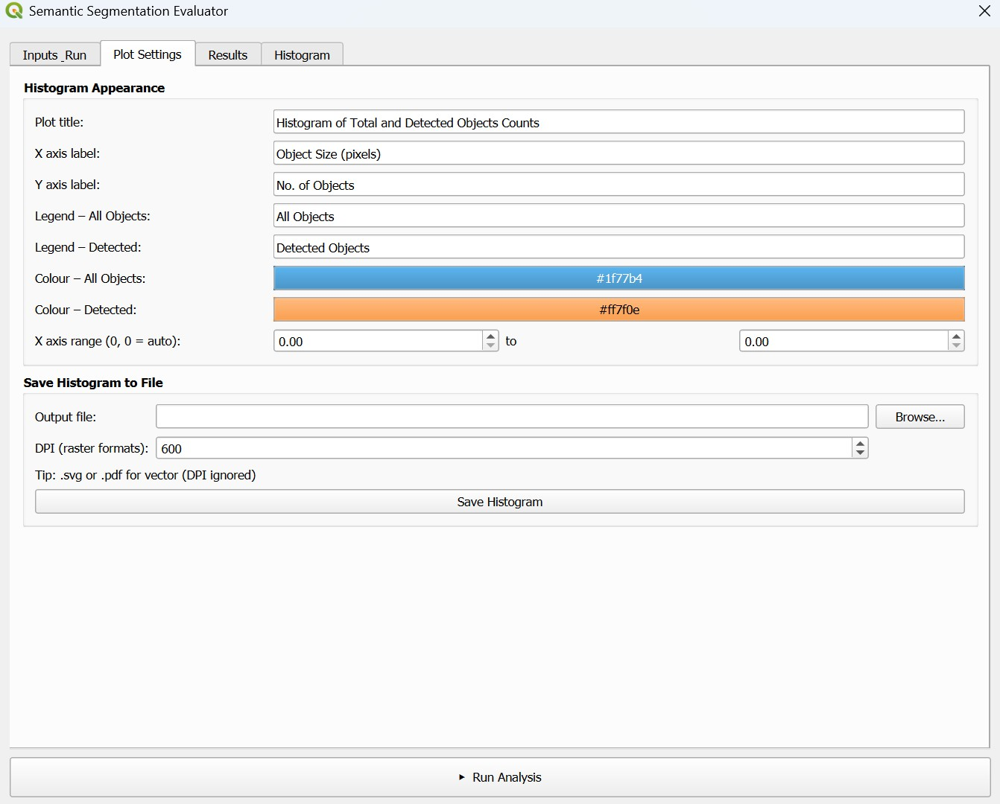 Semantic Segmentation Evaluator
Inputs _Run
Plot Settings
Results
Histogram
Histogram Appearance
Plot title:
Histogram of Total and Detected Objects Counts
X axis label:
Object Size (pixels)
Y axis label:
No. of Objects
Legend – All Objects:
All Objects
Legend – Detected:
Detected Objects
Colour – All Objects:
#1f77b4
Colour – Detected:
#ff7f0e
X axis range (0, 0 = auto):
0.00
to
0.00
Save Histogram to File
Output file:
Browse...
DPI (raster formats):
600
Tip: .svg or .pdf for vector (DPI ignored)
Save Histogram
Run Analysis